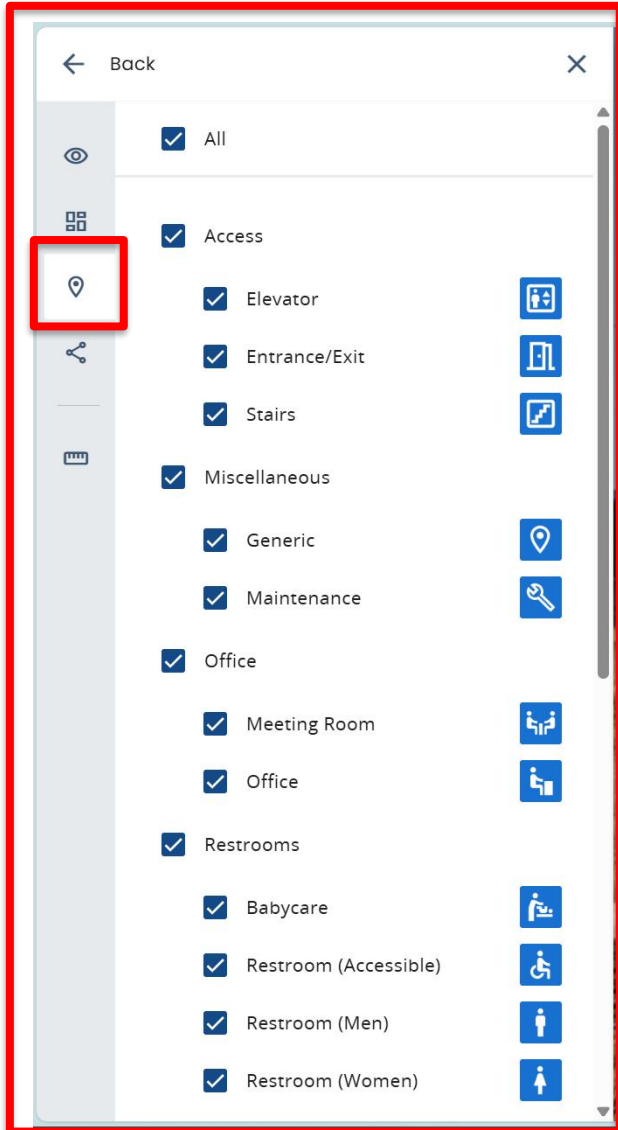 Back
All
Access
Elevator
Entrance/Exit
Stairs
Miscellaneous
Generic
Maintenance
Office
Meeting Room
Office
Restrooms
Babycare
Restroom (Accessible)
Restroom (Men)
Restroom (Women)